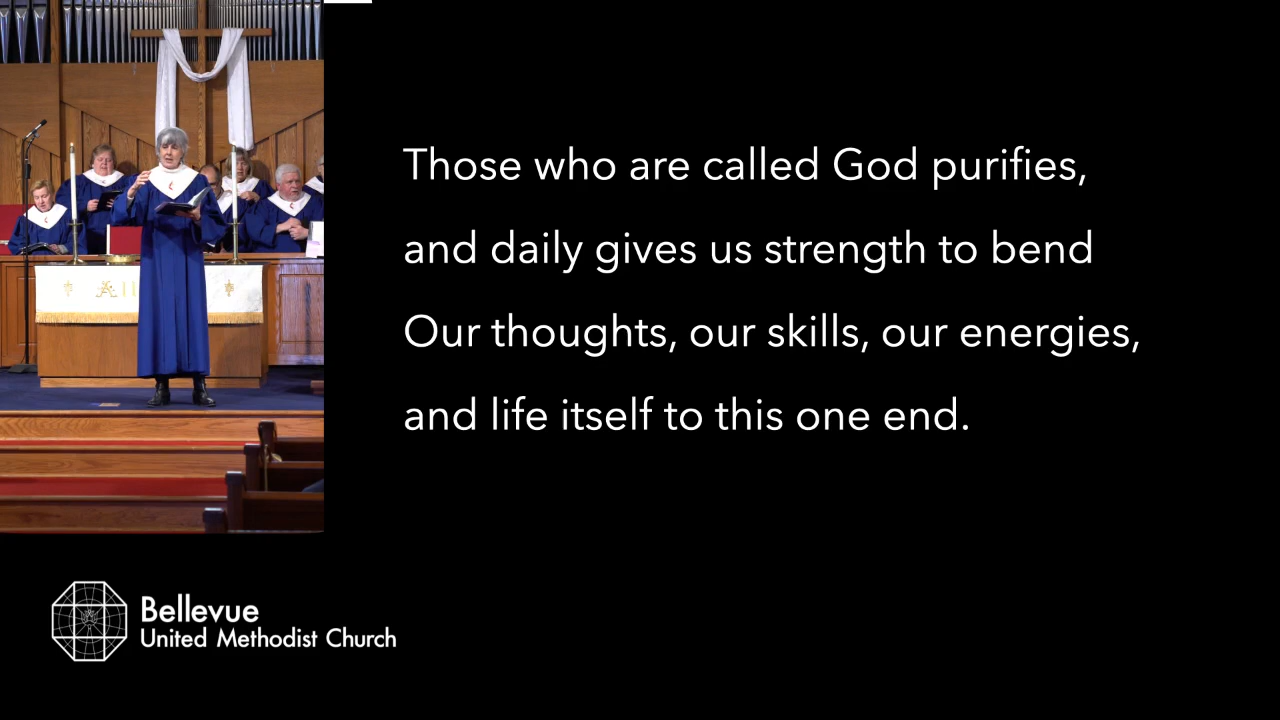 Those who are called God purifies,
and daily gives us strength to bend
Our thoughts, our skills, our energies,
and life itself to this one end.
Bellevue
United Methodist Church